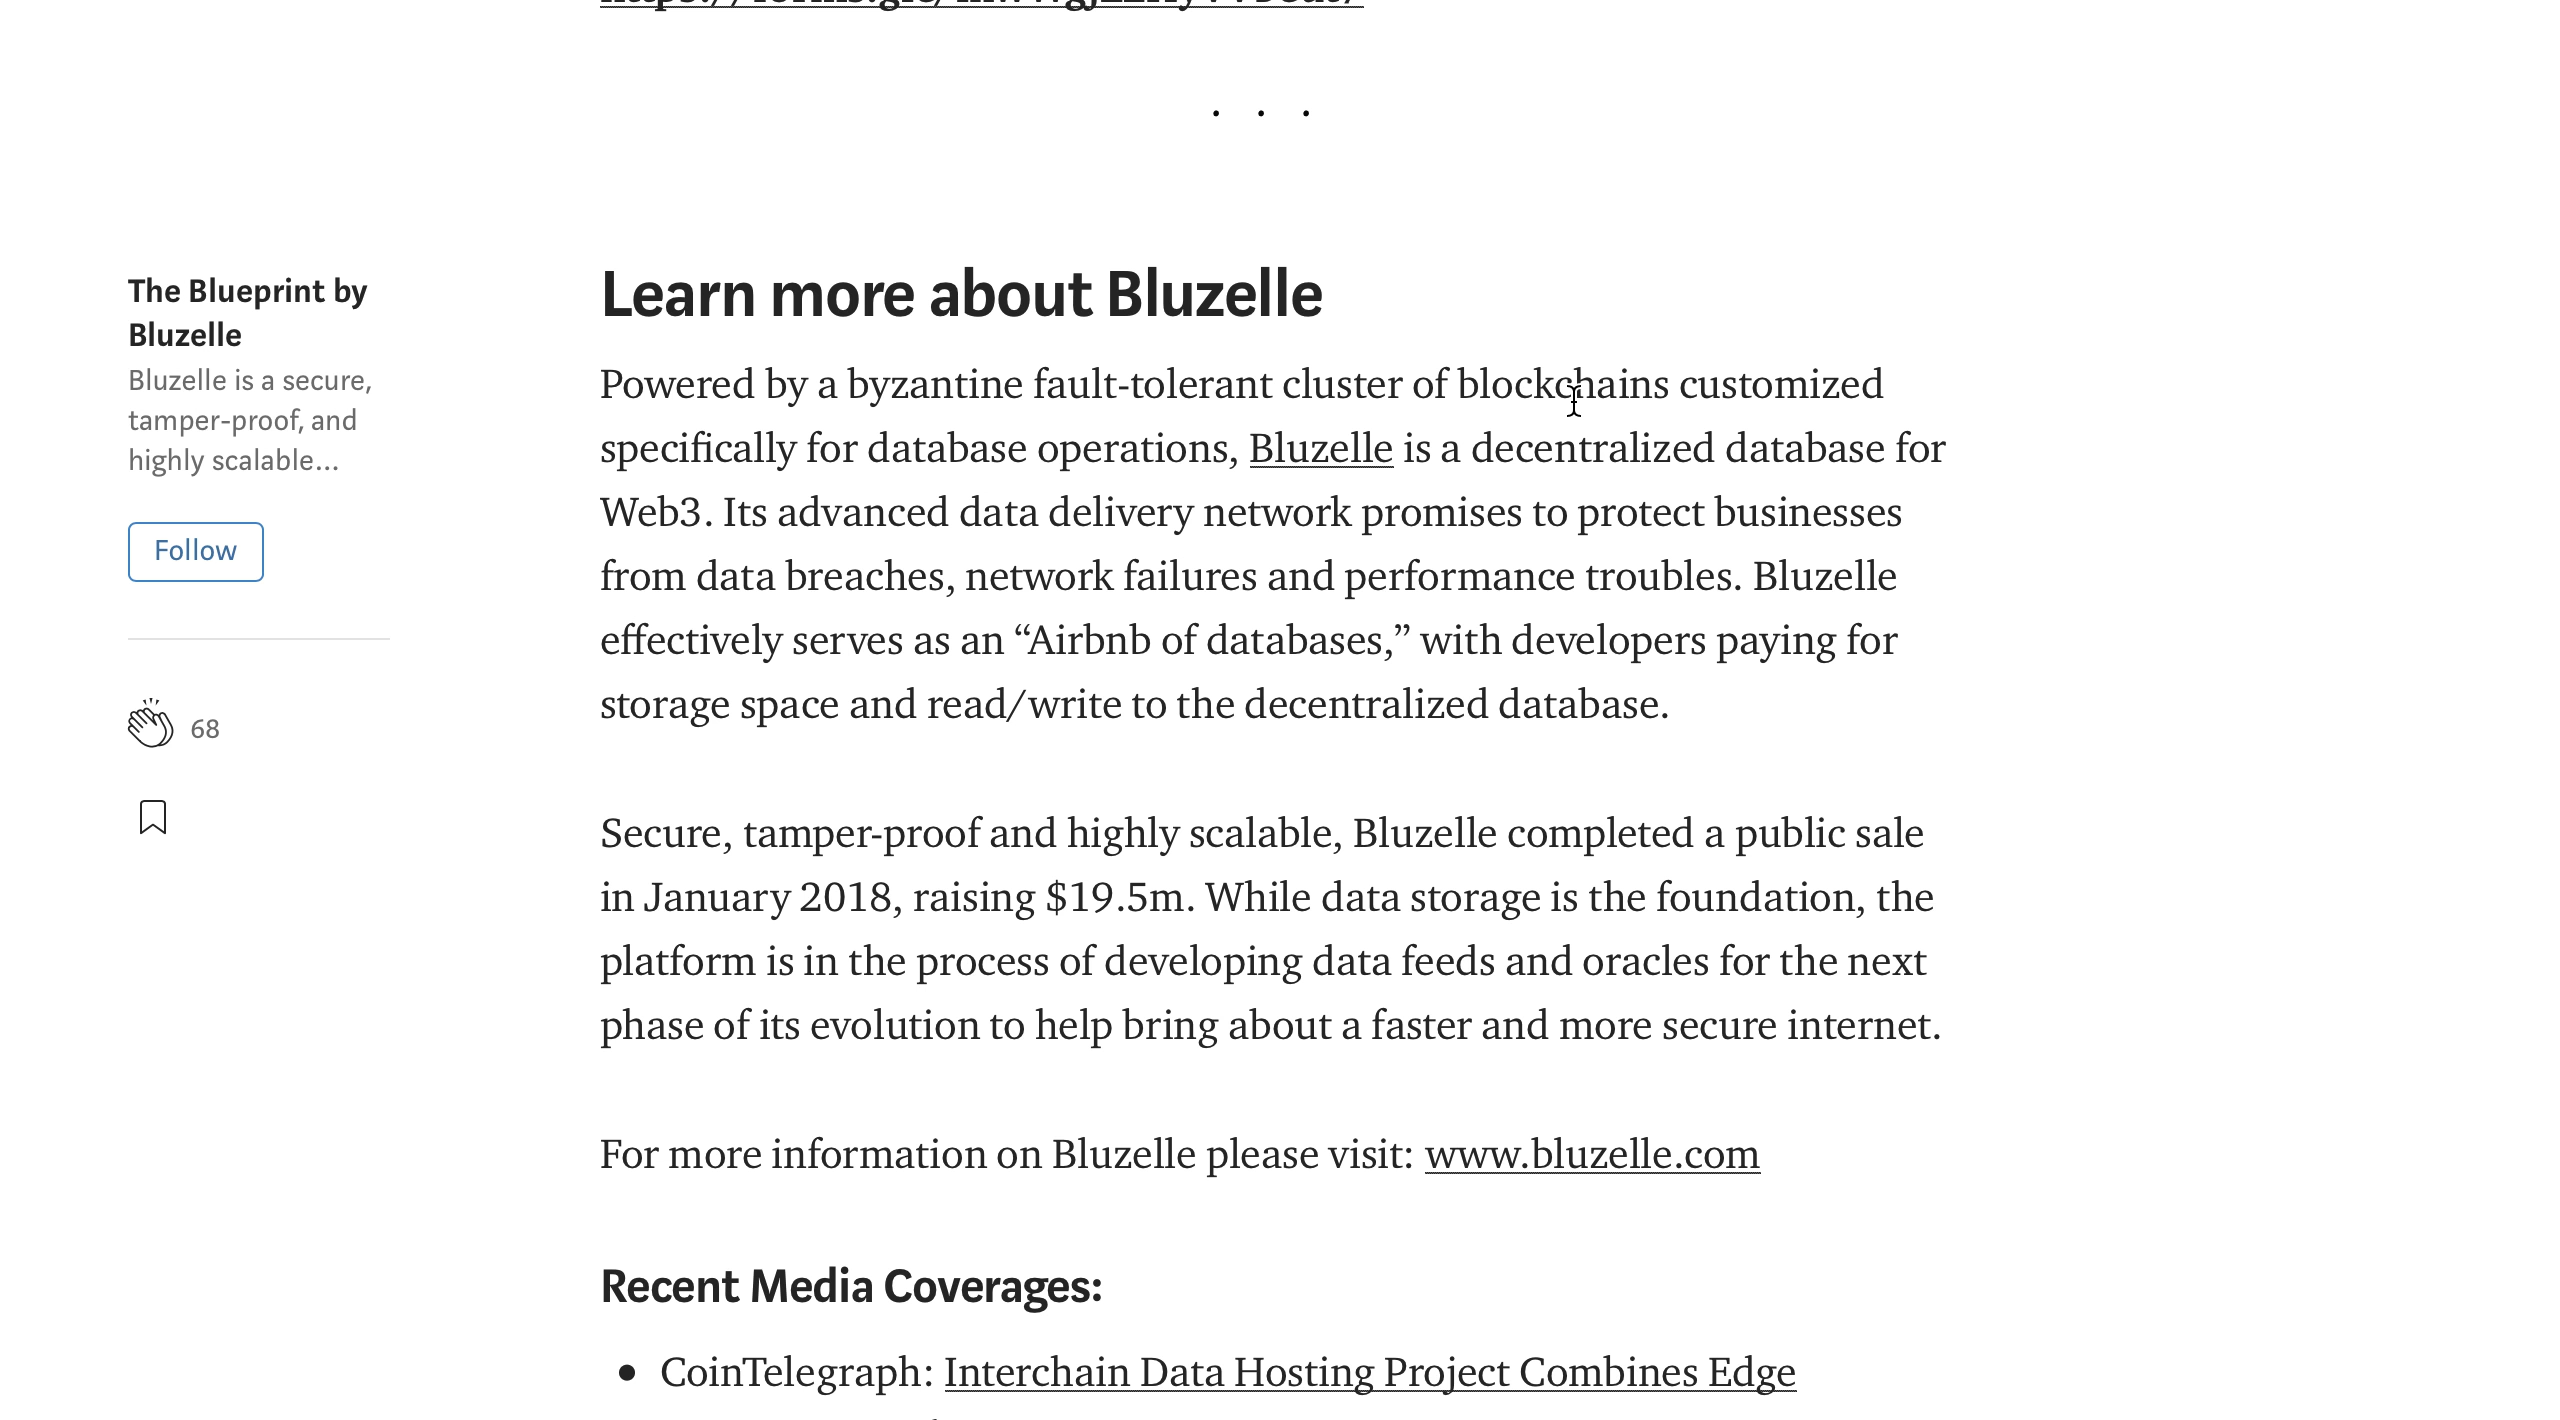 The Blueprint by
Bluzelle
Bluzelle is a secure,
tamper-proof, and
highly scalable...
Follow
68
Learn more about Bluzelle
Powered by a byzantine fault-tolerant cluster of blockchains customized
specifically for database operations, Bluzelle is a decentralized database for
Web3. Its advanced data delivery network promises to protect businesses
from data breaches, network failures and performance troubles. Bluzelle
effectively serves as an “Airbnb of databases,” with developers paying for
storage space and read/write to the decentralized database.
Secure, tamper-proof and highly scalable, Bluzelle completed a public sale
in January 2018, raising $19.5m. While data storage is the foundation, the
platform is in the process of developing data feeds and oracles for the next
phase of its evolution to help bring about a faster and more secure internet.
For more information on Bluzelle please visit: www.bluzelle.com
Recent Media Coverages:
• CoinTelegraph: Interchain Data Hosting Project Combines Edge